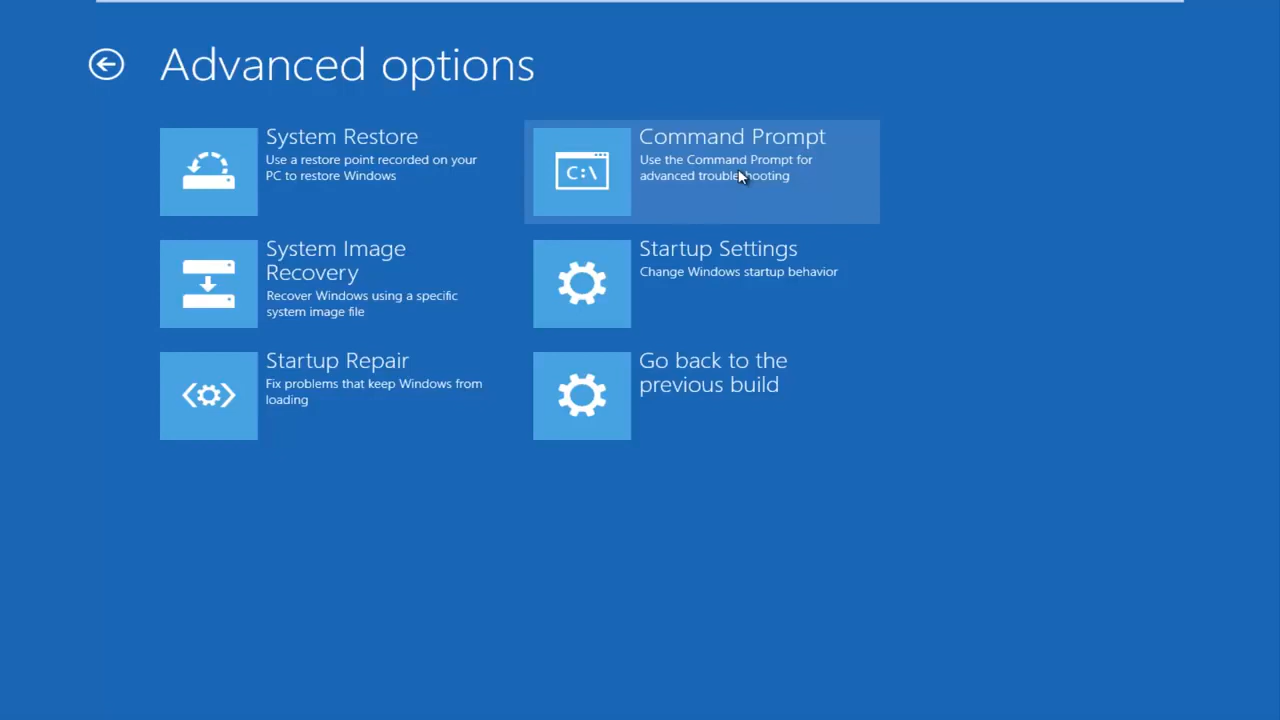 Advanced options
System Restore
Use a restore point recorded on your
PC to restore Windows
Command Prompt
Use the Command Prompt for
advanced troubleshooting
C:\
System Image
Recovery
Recover Windows using a specific
system image file
Startup Settings
Change Windows startup behavior
Startup Repair
Fix problems that keep Windows from
loading
Go back to the
previous build